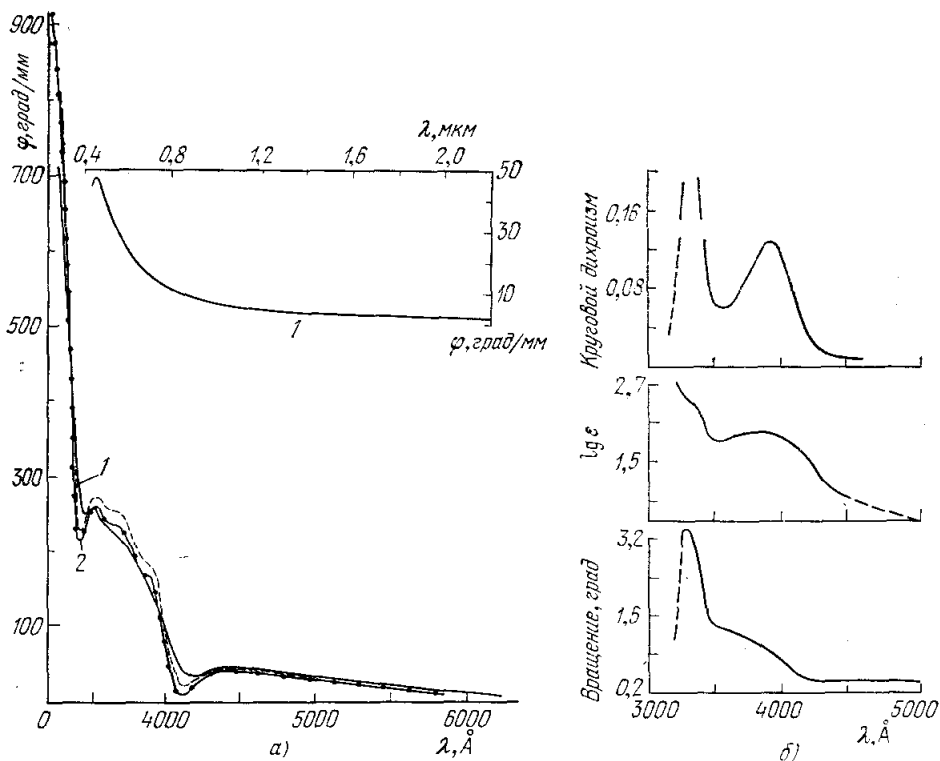 900
φ, град/мм
700
500
300
100
λ, мкм
0,4 0,8 1,2 1,6 2,0
50
30
10
φ, град/мм
1
1
2
0 4000 5000 6000
а) λ, Å
Круговой дихроизм
0,16
0,08
lg ε
2,7
1,5
Вращение, град
3,2
1,6
0,2
3000 4000 5000
λ, Å
б)